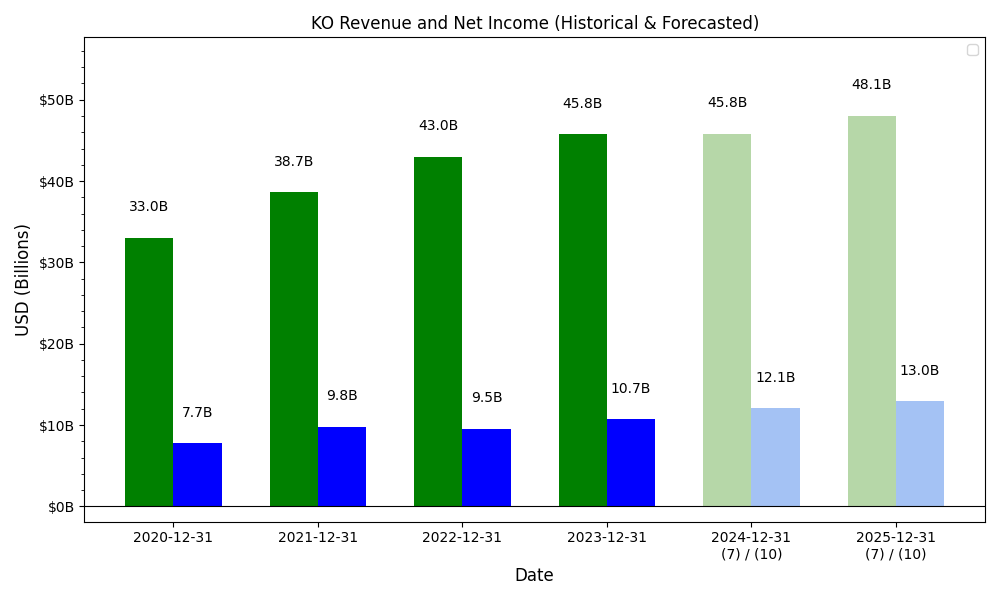 KO Revenue and Net Income (Historical & Forecasted)
USD (Billions)
$50B
$40B
$30B
$20B
$10B
$0B
33.0B
7.7B
38.7B
9.8B
43.0B
9.5B
45.8B
10.7B
45.8B
12.1B
48.1B
13.0B
2020-12-31
2021-12-31
2022-12-31
2023-12-31
2024-12-31
(7) / (10)
2025-12-31
(7) / (10)
Date